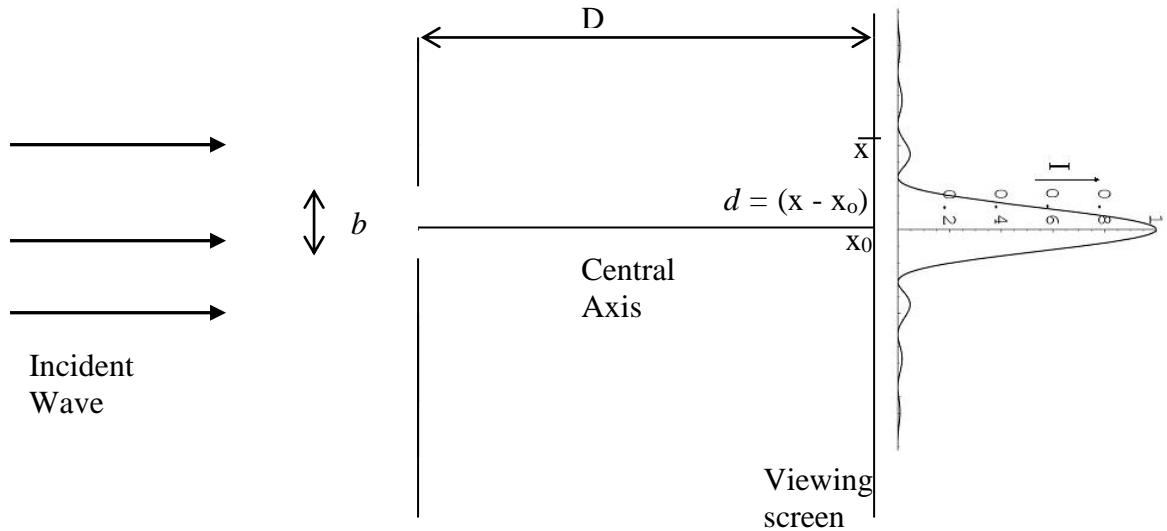 D
x
I
d = (x - x₀)
0.2 0.4 0.6 0.8 1
b
x₀
Central
Axis
Incident
Wave
Viewing
screen